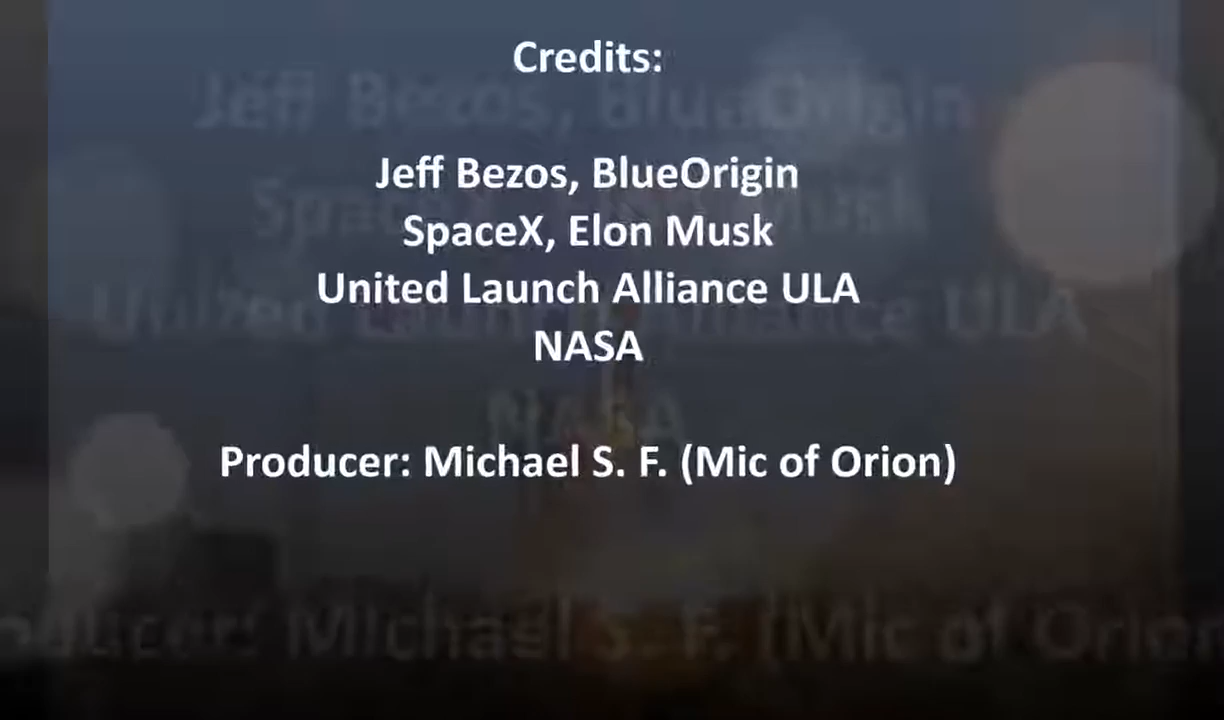 Credits:
Jeff Bezos, BlueOrigin
SpaceX, Elon Musk
United Launch Alliance ULA
NASA
Producer: Michael S. F. (Mic of Orion)